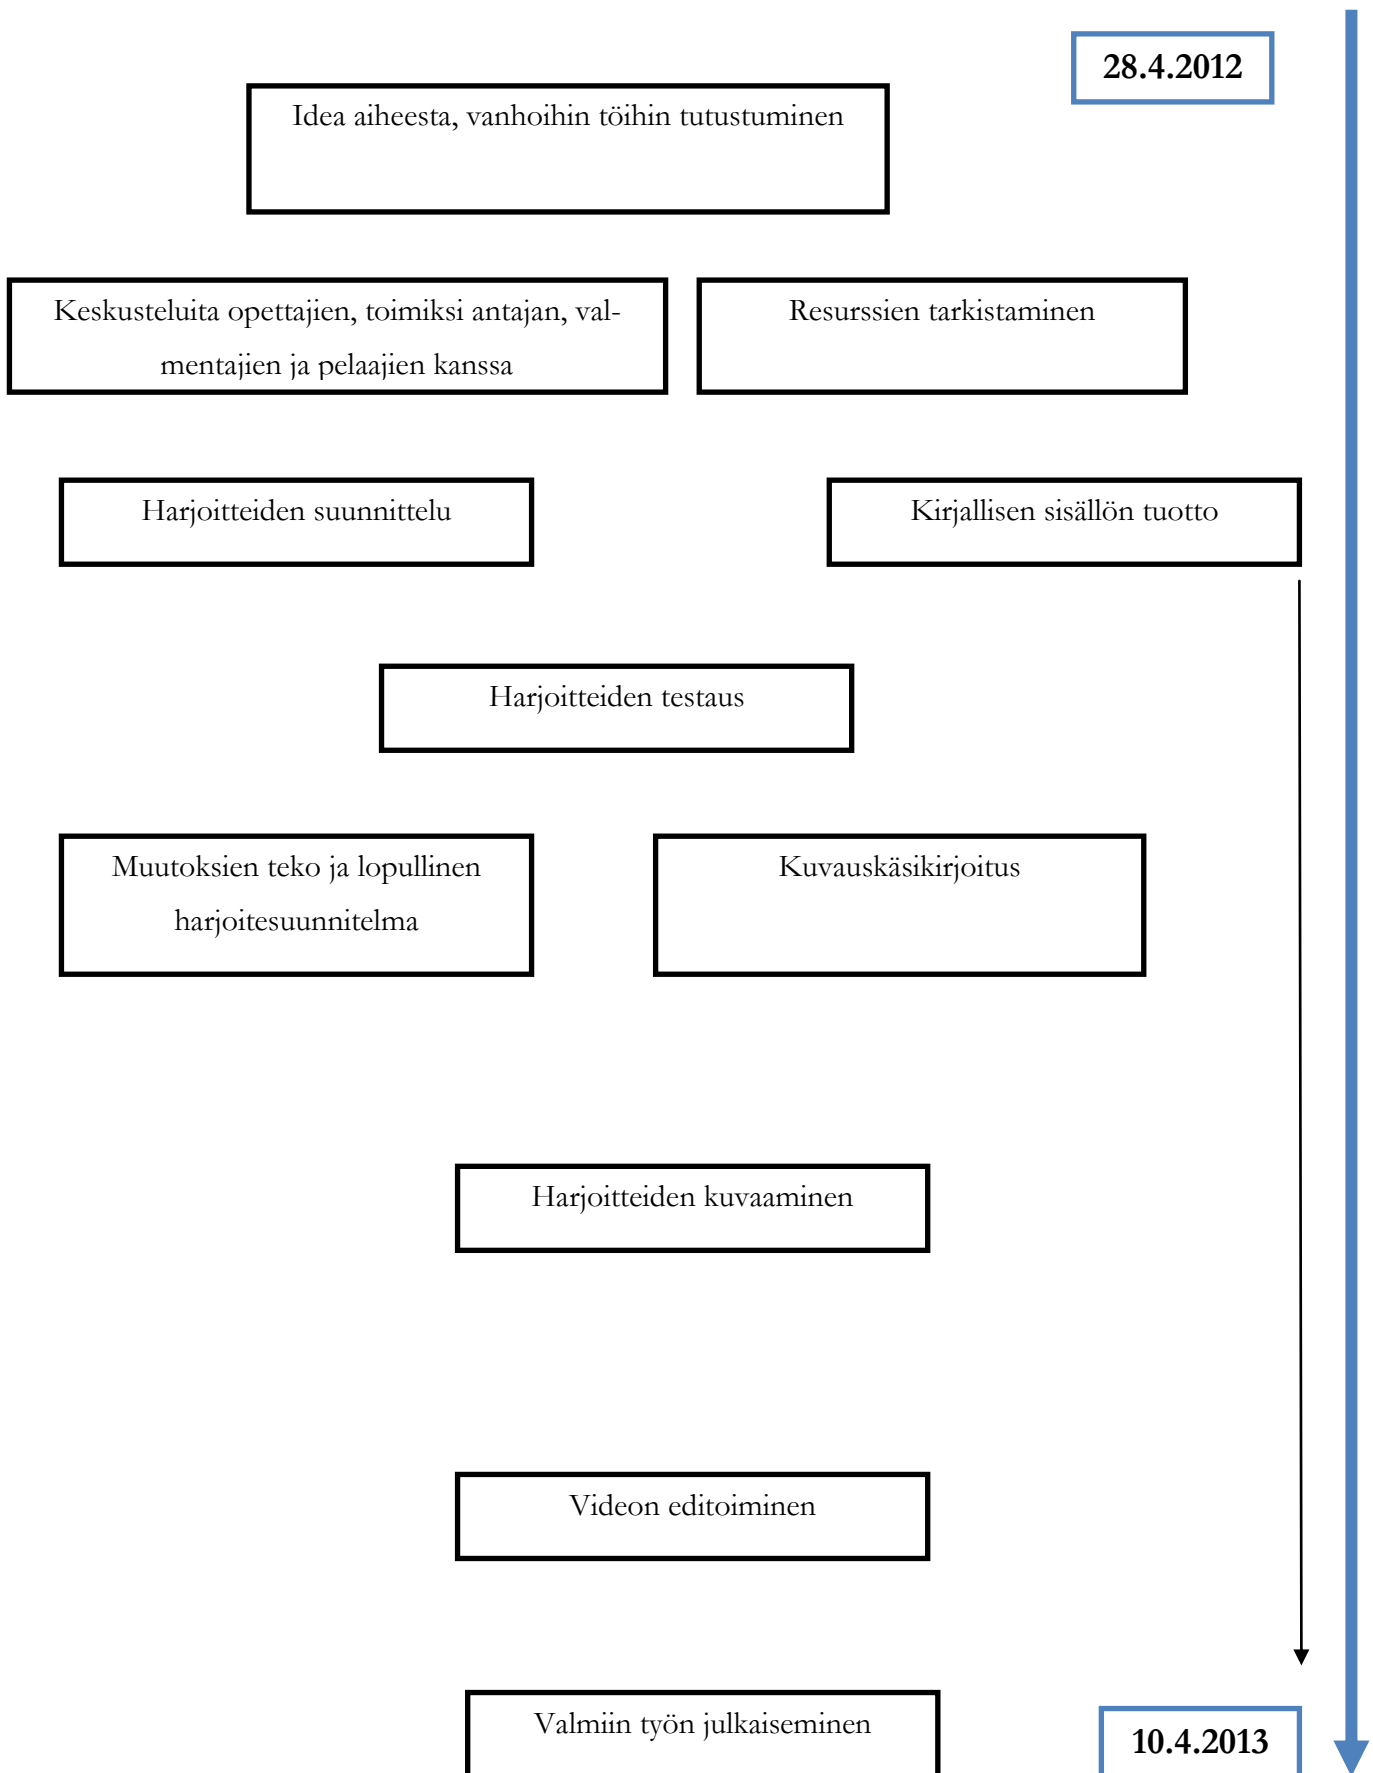 28.4.2012
Idea aiheesta, vanhoihin töihin tutustuminen
Keskusteluita opettajien, toimiksi antajan, val-
mentajien ja pelaajien kanssa
Resurssien tarkistaminen
Harjoitteiden suunnittelu
Kirjallisen sisällön tuotto
Harjoitteiden testaus
Muutoksien teko ja lopullinen
harjoitesuunnitelma
Kuvauskäsikirjoitus
Harjoitteiden kuvaaminen
Videon editoiminen
Valmiin työn julkaiseminen
10.4.2013